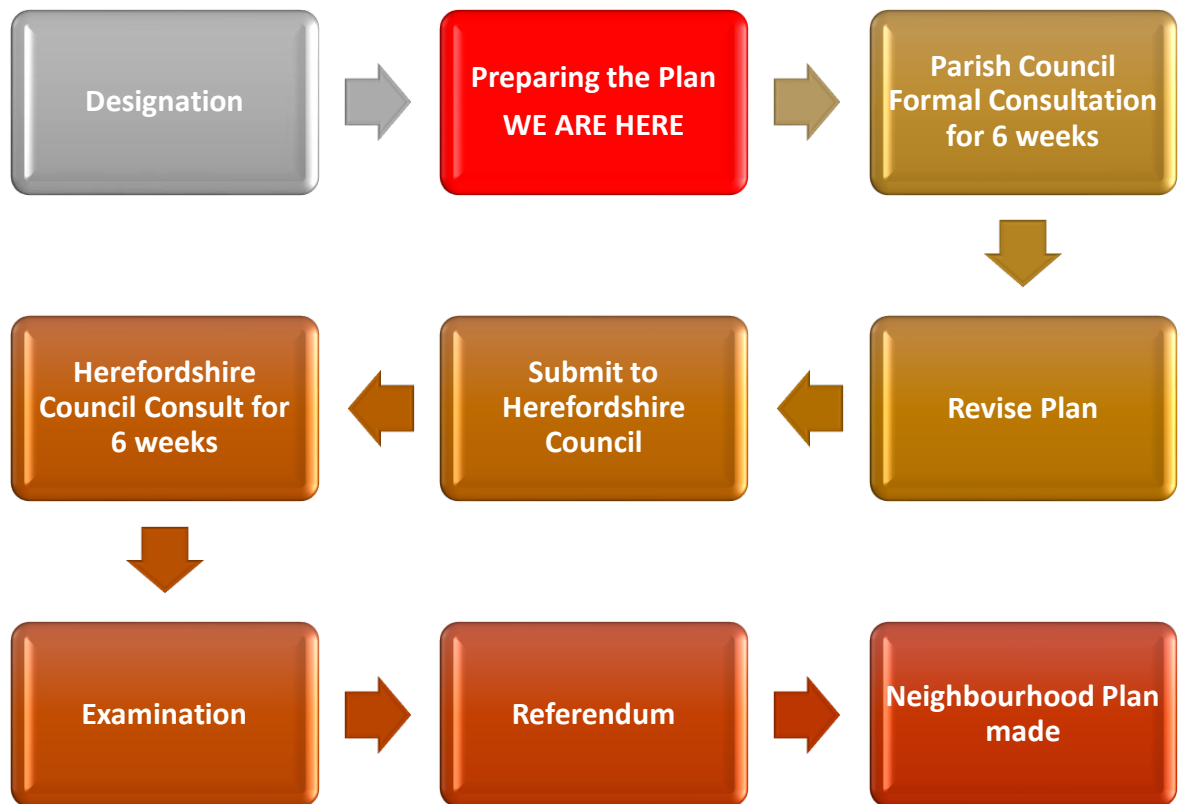 Designation
Preparing the Plan
WE ARE HERE
Parish Council
Formal Consultation
for 6 weeks
Revise Plan
Submit to
Herefordshire
Council
Herefordshire
Council Consult for
6 weeks
Examination
Referendum
Neighbourhood Plan
made